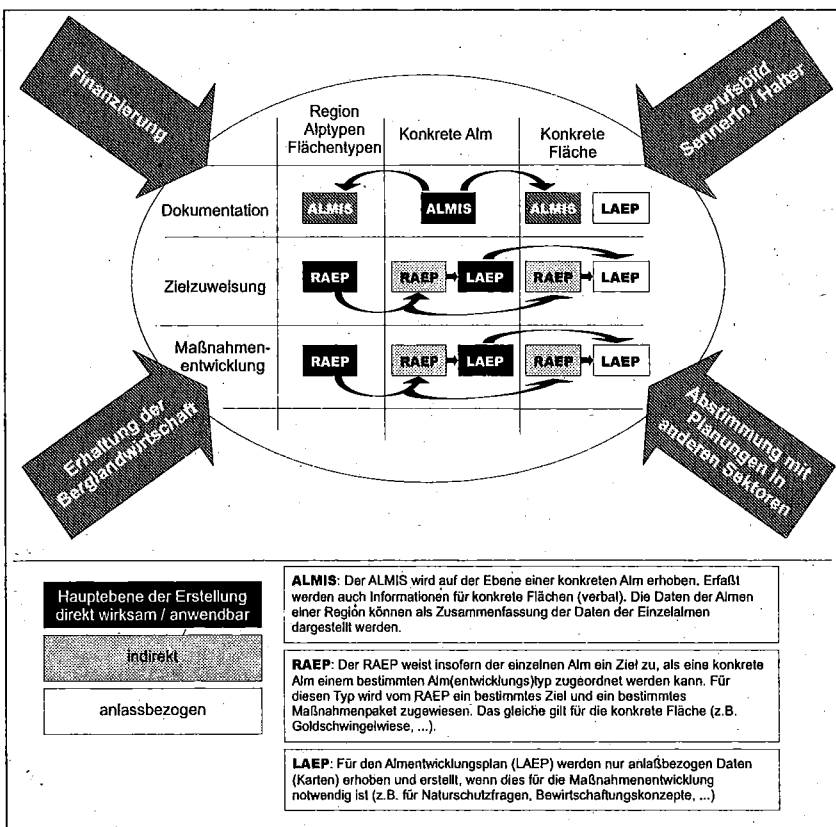 Finanzierung
Berufsbild
SennerIn / Halter
Region
Alptypen
Flächentypen
Konkrete Alm
Konkrete
Fläche
Dokumentation
ALMIS
ALMIS
ALMIS
LAEP
Zielzuweisung
RAEP
RAEP
LAEP
RAEP
LAEP
Maßnahmen-
entwicklung
RAEP
RAEP
LAEP
RAEP
LAEP
Erhaltung der
Berglandwirtschaft
Abstimmung mit
Planungen in
anderen Sektoren
Hauptebene der Erstellung
direkt wirksam / anwendbar
indirekt
anlassbezogen
ALMIS: Der ALMIS wird auf der Ebene einer konkreten Alm erhoben. Erfaßt
werden auch Informationen für konkrete Flächen (verbal). Die Daten der Almen
einer Region können als Zusammenfassung der Daten der Einzelalmen
dargestellt werden.
RAEP: Der RAEP weist insofern der einzelnen Alm ein Ziel zu, als eine konkrete
Alm einem bestimmten Alm(entwicklungs)typ zugeordnet werden kann. Für
diesen Typ wird vom RAEP ein bestimmtes Ziel und ein bestimmtes
Maßnahmenpaket zugewiesen. Das gleiche gilt für die konkrete Fläche (z.B.
Goldschwingelwiese, ...).
LAEP: Für den Almentwicklungsplan (LAEP) werden nur anlaßbezogen Daten
(Karten) erhoben und erstellt, wenn dies für die Maßnahmenentwicklung
notwendig ist (z.B. für Naturschutzfragen, Bewirtschaftungskonzepte, ...)